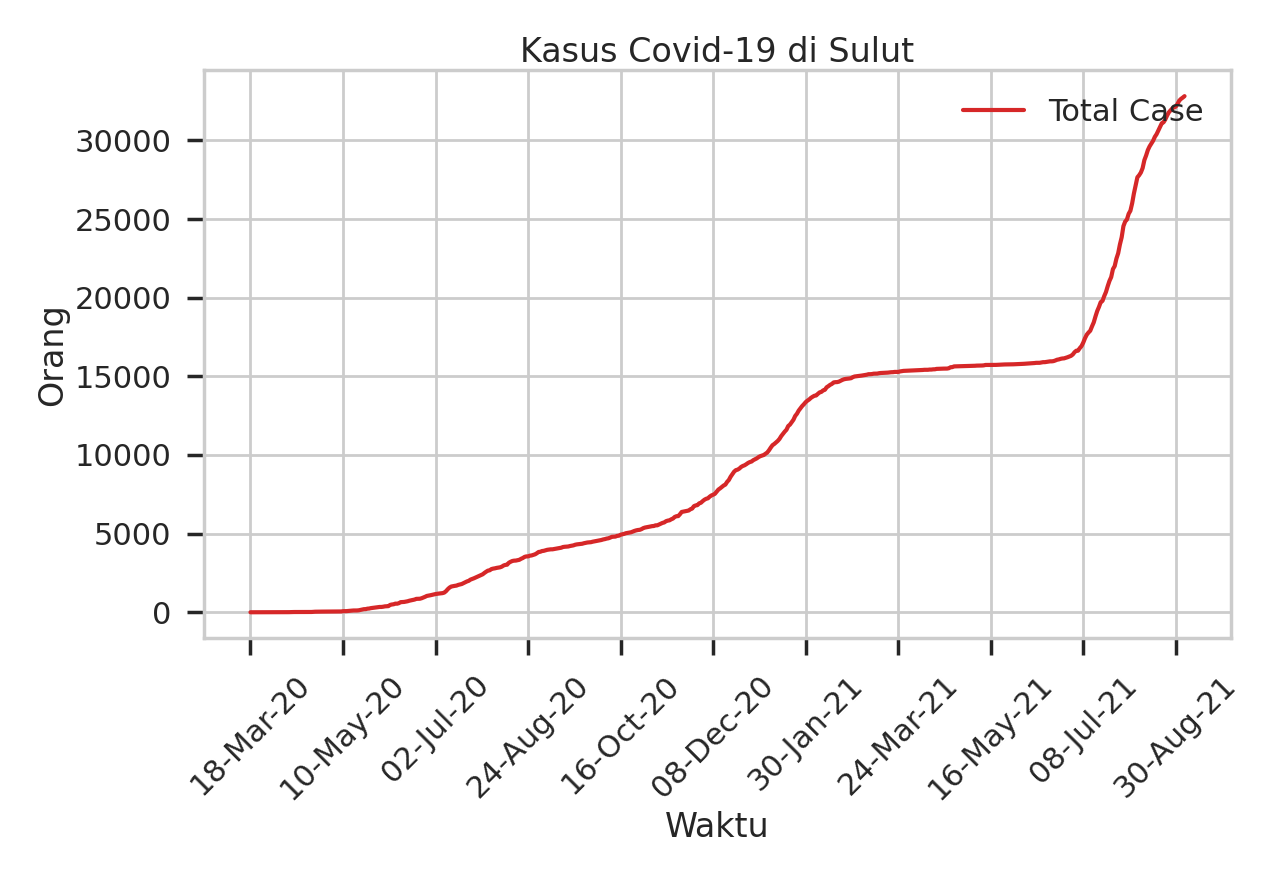 Kasus Covid-19 di Sulut
Total Case
Orang
30000
25000
20000
15000
10000
5000
0
18-Mar-20
10-May-20
02-Jul-20
24-Aug-20
16-Oct-20
08-Dec-20
30-Jan-21
24-Mar-21
16-May-21
08-Jul-21
30-Aug-21
Waktu